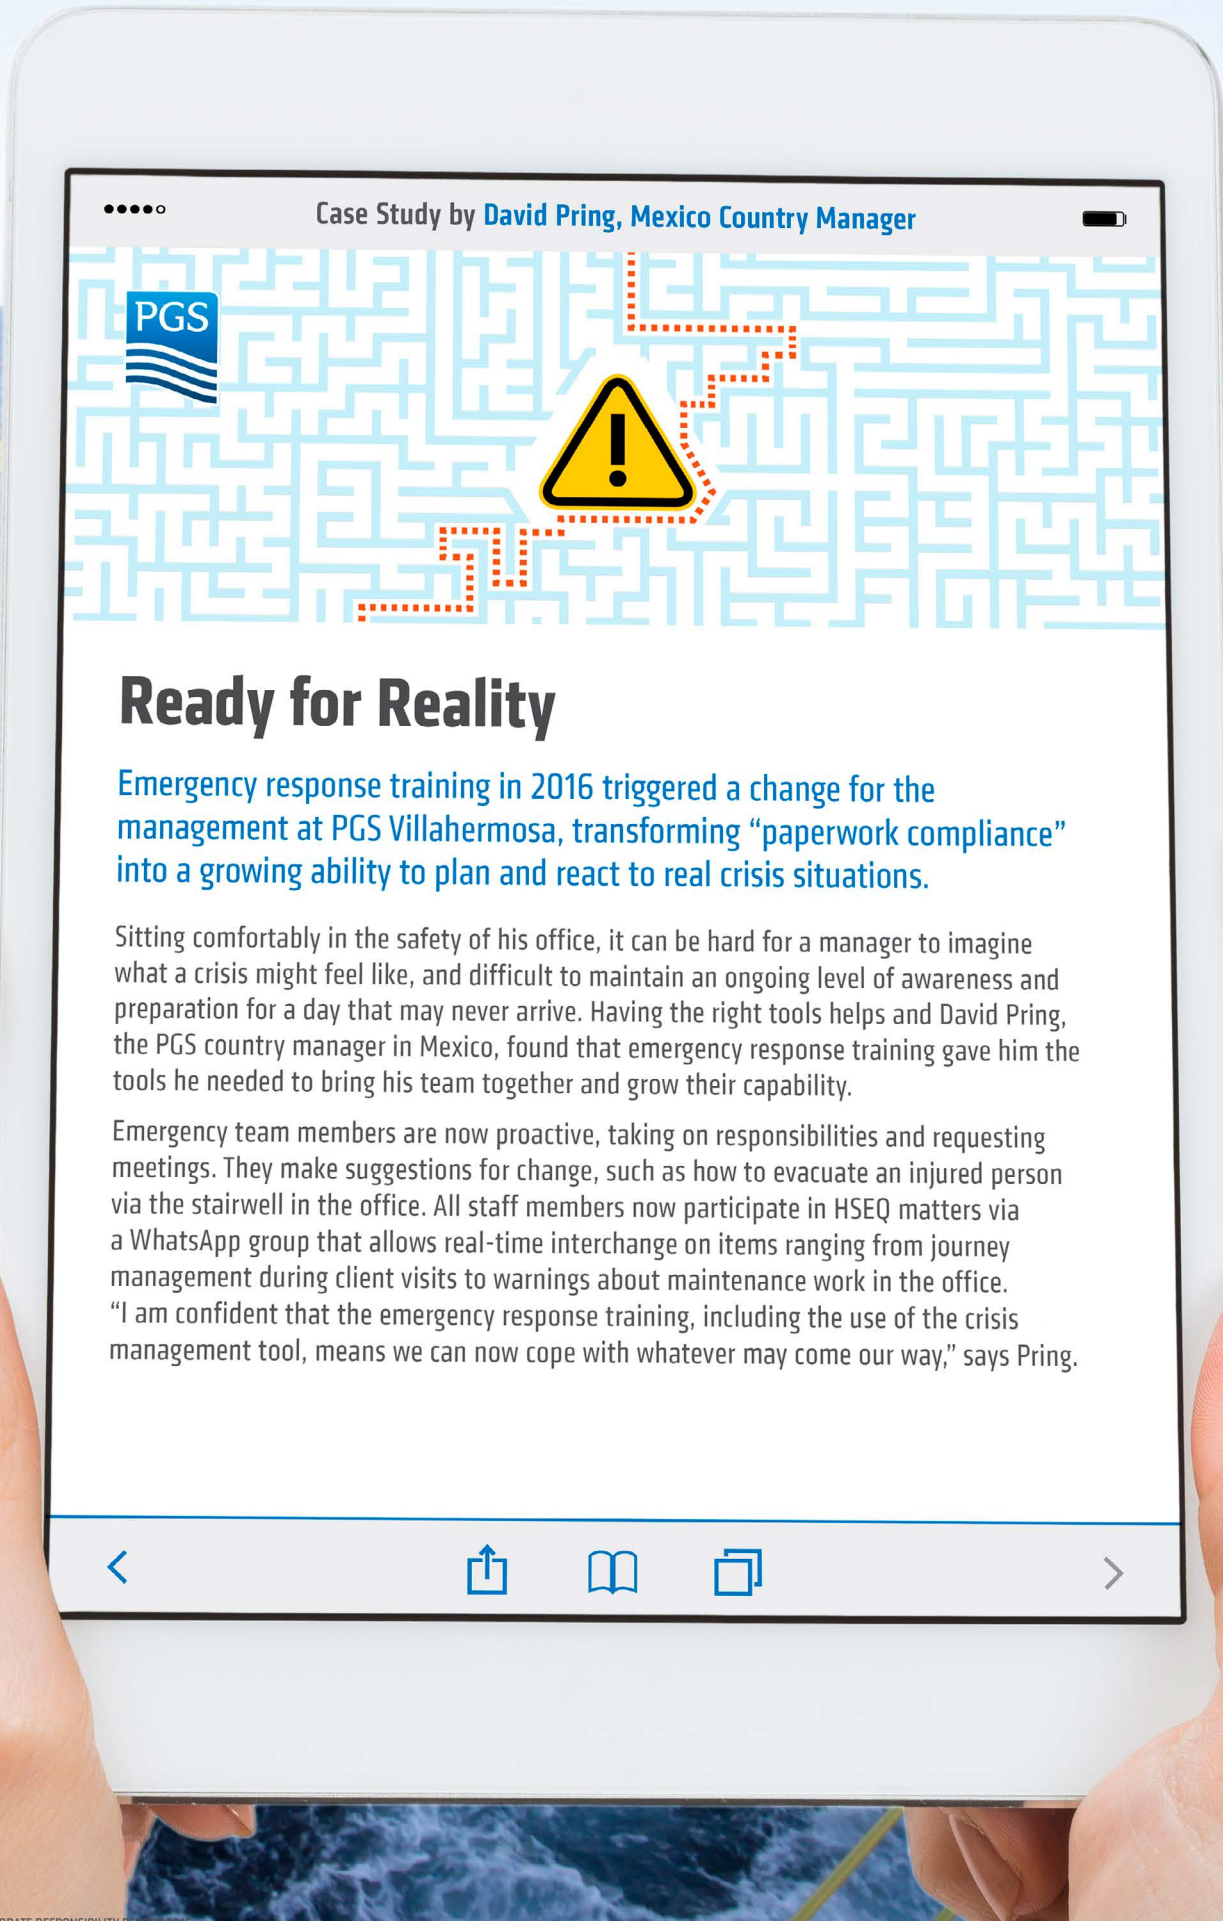 Case Study by David Pring, Mexico Country Manager
PGS
Ready for Reality
Emergency response training in 2016 triggered a change for the
management at PGS Villahermosa, transforming “paperwork compliance”
into a growing ability to plan and react to real crisis situations.
Sitting comfortably in the safety of his office, it can be hard for a manager to imagine
what a crisis might feel like, and difficult to maintain an ongoing level of awareness and
preparation for a day that may never arrive. Having the right tools helps and David Pring,
the PGS country manager in Mexico, found that emergency response training gave him the
tools he needed to bring his team together and grow their capability.
Emergency team members are now proactive, taking on responsibilities and requesting
meetings. They make suggestions for change, such as how to evacuate an injured person
via the stairwell in the office. All staff members now participate in HSEQ matters via
a WhatsApp group that allows real-time interchange on items ranging from journey
management during client visits to warnings about maintenance work in the office.
“I am confident that the emergency response training, including the use of the crisis
management tool, means we can now cope with whatever may come our way,” says Pring.